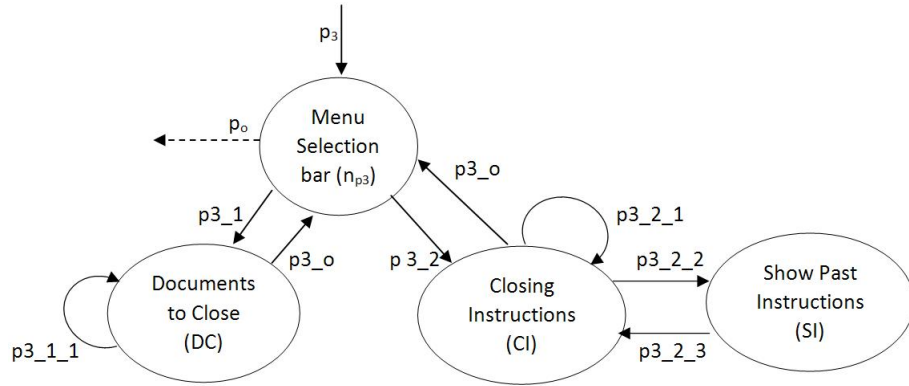 p₃
Menu
Selection
bar (nₚ₃)
pₒ
p3_o
p3_1
p3_2_1
p3_o
p 3_2
p3_2_2
Documents
to Close
(DC)
Closing
Instructions
(CI)
Show Past
Instructions
(SI)
p3_1_1
p3_2_3